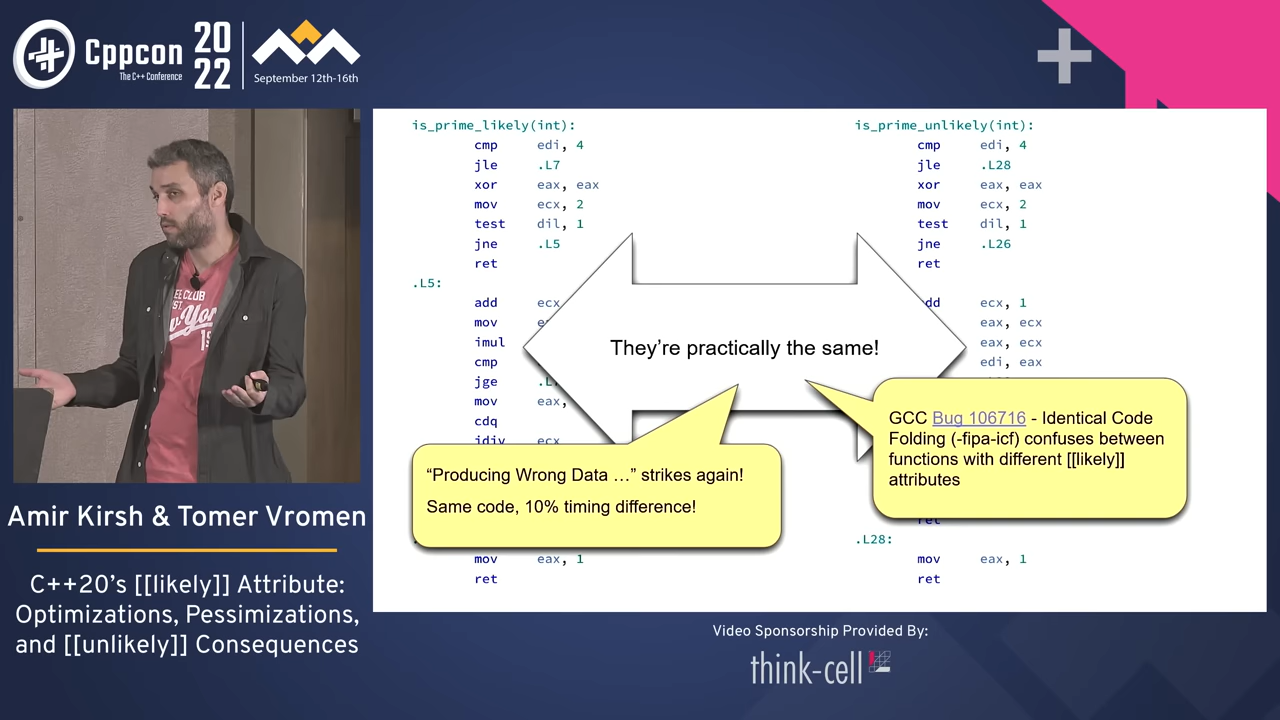 Cppcon
The C++ Conference
20
22
September 12th-16th
is_prime_likely(int):
cmp edi, 4
jle .L7
xor eax, eax
mov ecx, 2
test dil, 1
jne .L5
ret
.L5:
add ecx
mov
imul
cmp
jge
mov eax,
cdq
idiv ecx
mov eax, 1
ret
is_prime_unlikely(int):
cmp edi, 4
jle .L28
xor eax, eax
mov ecx, 2
test dil, 1
jne .L26
ret
add ecx, 1
eax, ecx
eax, ecx
edi, eax
ret
.L28:
mov eax, 1
ret
They're practically the same!
“Producing Wrong Data …” strikes again!
Same code, 10% timing difference!
GCC Bug 106716 - Identical Code
Folding (-fipa-icf) confuses between
functions with different [[likely]]
attributes
Amir Kirsh & Tomer Vromen
C++20's [[likely]] Attribute:
Optimizations, Pessimizations,
and [[unlikely]] Consequences
Video Sponsorship Provided By:
think-cell